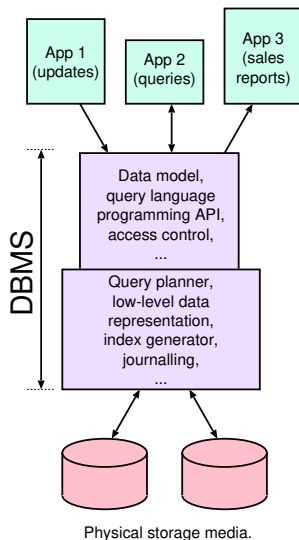 App 1
(updates)
App 2
(queries)
App 3
(sales
reports)
DBMS
Data model,
query language
programming API,
access control,
...
Query planner,
low-level data
representation,
index generator,
journalling,
...
Physical storage media.